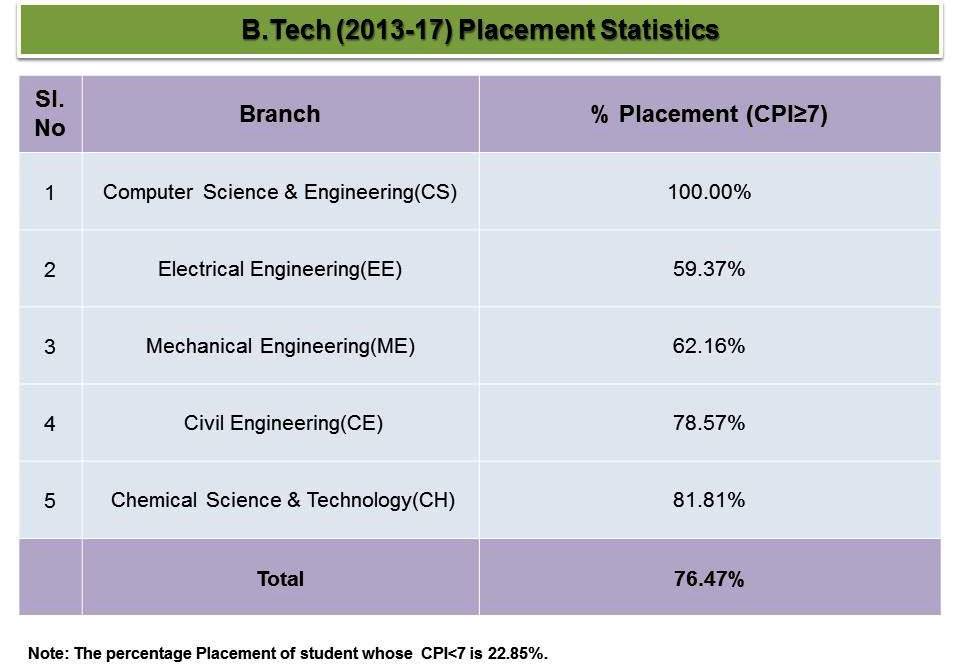 B.Tech (2013-17) Placement Statistics
Sl. No Branch % Placement (CPI≥7)
1 Computer Science & Engineering(CS) 100.00%
2 Electrical Engineering(EE) 59.37%
3 Mechanical Engineering(ME) 62.16%
4 Civil Engineering(CE) 78.57%
5 Chemical Science & Technology(CH) 81.81%
Total 76.47%
Note: The percentage Placement of student whose CPI<7 is 22.85%.